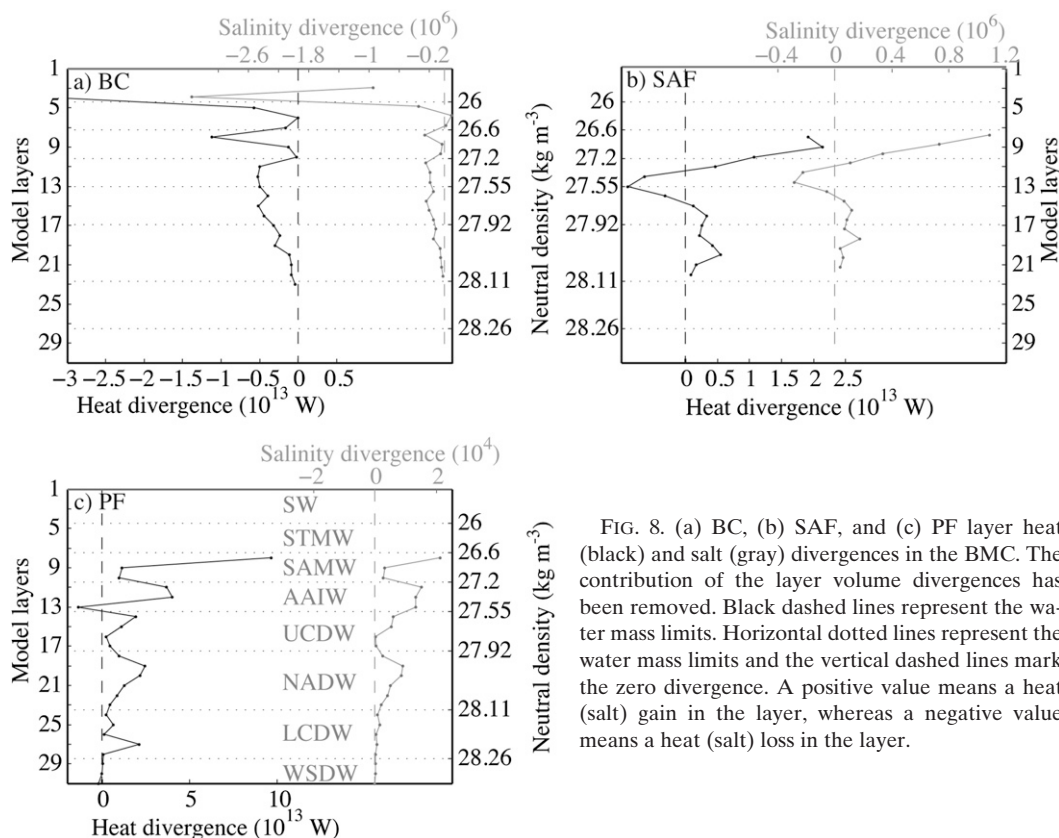 Salinity divergence (10^6)
−2.6 −1.8 −1 −0.2
a) BC
Model layers
1
5
9
13
17
21
25
29
26
26.6
27.2
27.55
27.92
28.11
28.26
Neutral density (kg m^-3)
−3 −2.5 −2 −1.5 −1 −0.5 0 0.5
Heat divergence (10^13 W)
Salinity divergence (10^6)
−0.4 0 0.4 0.8 1.2
b) SAF
26
26.6
27.2
27.55
27.92
28.11
28.26
1
5
9
13
17
21
25
29
Model layers
0 0.5 1 1.5 2 2.5
Heat divergence (10^13 W)
Salinity divergence (10^4)
−2 0 2
c) PF
Model layers
1
5
9
13
17
21
25
29
SW
STMW
SAMW
AAIW
UCDW
NADW
LCDW
WSDW
26
26.6
27.2
27.55
27.92
28.11
28.26
Neutral density (kg m^-3)
0 5 10
Heat divergence (10^13 W)
FIG. 8. (a) BC, (b) SAF, and (c) PF layer heat
(black) and salt (gray) divergences in the BMC. The
contribution of the layer volume divergences has
been removed. Black dashed lines represent the wa-
ter mass limits. Horizontal dotted lines represent the
water mass limits and the vertical dashed lines mark
the zero divergence. A positive value means a heat
(salt) gain in the layer, whereas a negative value
means a heat (salt) loss in the layer.